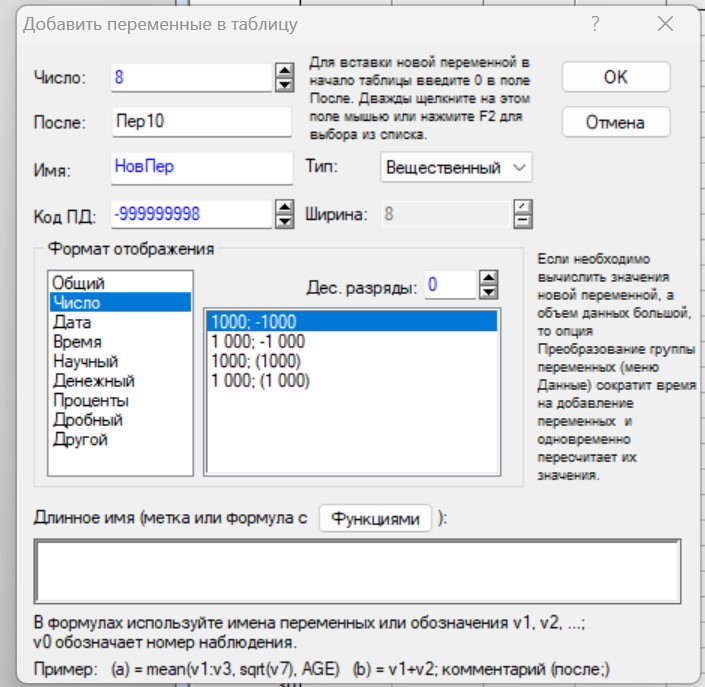 Добавить переменные в таблицу ?
Число: 8
Для вставки новой переменной в
начало таблицы введите 0 в поле
После. Дважды щелкните на этом
поле мышью или нажмите F2 для
выбора из списка.
OK
После: Пер10
Отмена
Имя: НовПер
Тип: Вещественный
Код ПД: -999999998
Ширина: 8
Формат отображения
Общий
Число
Дата
Время
Научный
Денежный
Проценты
Дробный
Другой
Дес. разряды: 0
1000; -1000
1 000; -1 000
1000; (1000)
1 000; (1 000)
Если необходимо
вычислить значения
новой переменной, а
объем данных большой,
то опция
Преобразование группы
переменных (меню
Данные) сократит время
на добавление
переменных и
одновременно
пересчитает их
значения.
Длинное имя (метка или формула с Функциями ):
В формулах используйте имена переменных или обозначения v1, v2, ...;
v0 обозначает номер наблюдения.
Пример: (a) = mean(v1:v3, sqrt(v7), AGE) (b) = v1+v2; комментарий (после;)